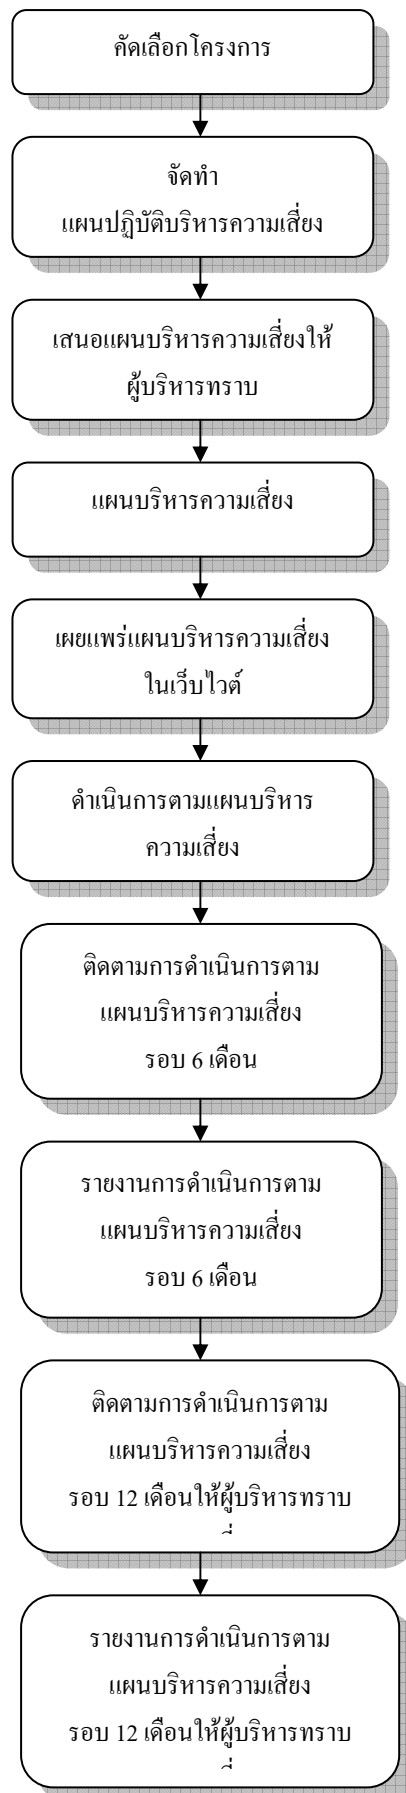 คัดเลือกโครงการ
จัดทำ
แผนปฏิบัติบริหารความเสี่ยง
เสนอแผนบริหารความเสี่ยงให้
ผู้บริหารทราบ
แผนบริหารความเสี่ยง
เผยแพร่แผนบริหารความเสี่ยง
ในเว็บไวต์
ดำเนินการตามแผนบริหาร
ความเสี่ยง
ติดตามการดำเนินการตาม
แผนบริหารความเสี่ยง
รอบ 6 เดือน
รายงานการดำเนินการตาม
แผนบริหารความเสี่ยง
รอบ 6 เดือน
ติดตามการดำเนินการตาม
แผนบริหารความเสี่ยง
รอบ 12 เดือนให้ผู้บริหารทราบ
รายงานการดำเนินการตาม
แผนบริหารความเสี่ยง
รอบ 12 เดือนให้ผู้บริหารทราบ